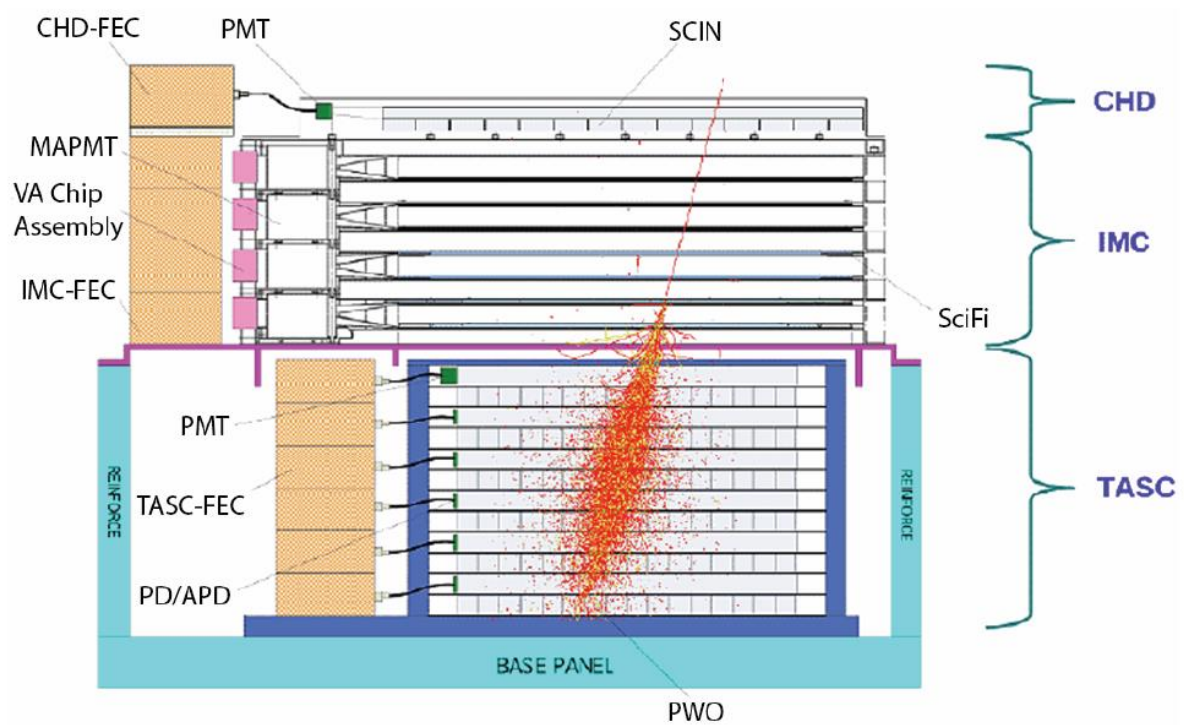 CHD-FEC
PMT
SCIN
CHD
MAPMT
VA Chip
Assembly
IMC
IMC-FEC
SciFi
PMT
REINFORCE
REINFORCE
TASC
TASC-FEC
PD/APD
BASE PANEL
PWO